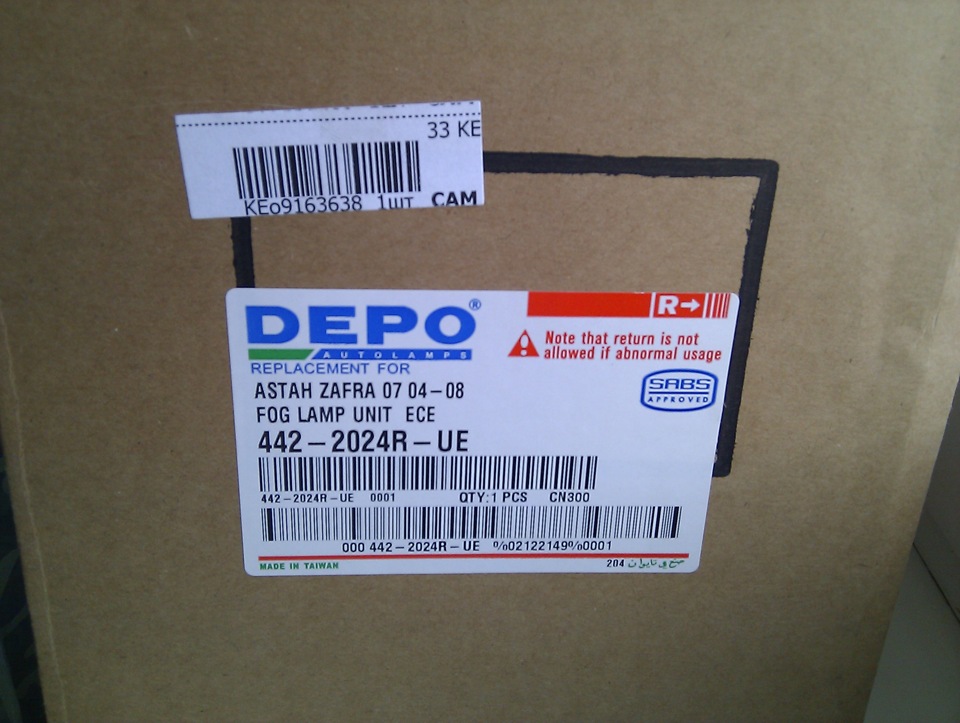 33 KE
KEo9163638 1шт CAM
DEPO®
AUTOLAMPS
R→
Note that return is not
allowed if abnormal usage
REPLACEMENT FOR
ASTAH ZAFRA 07 04-08
FOG LAMP UNIT ECE
442-2024R-UE
SABS
APPROVED
442-2024R-UE 0001 QTY:1 PCS CN300
000 442-2024R-UE %02122149%0001
MADE IN TAIWAN
204